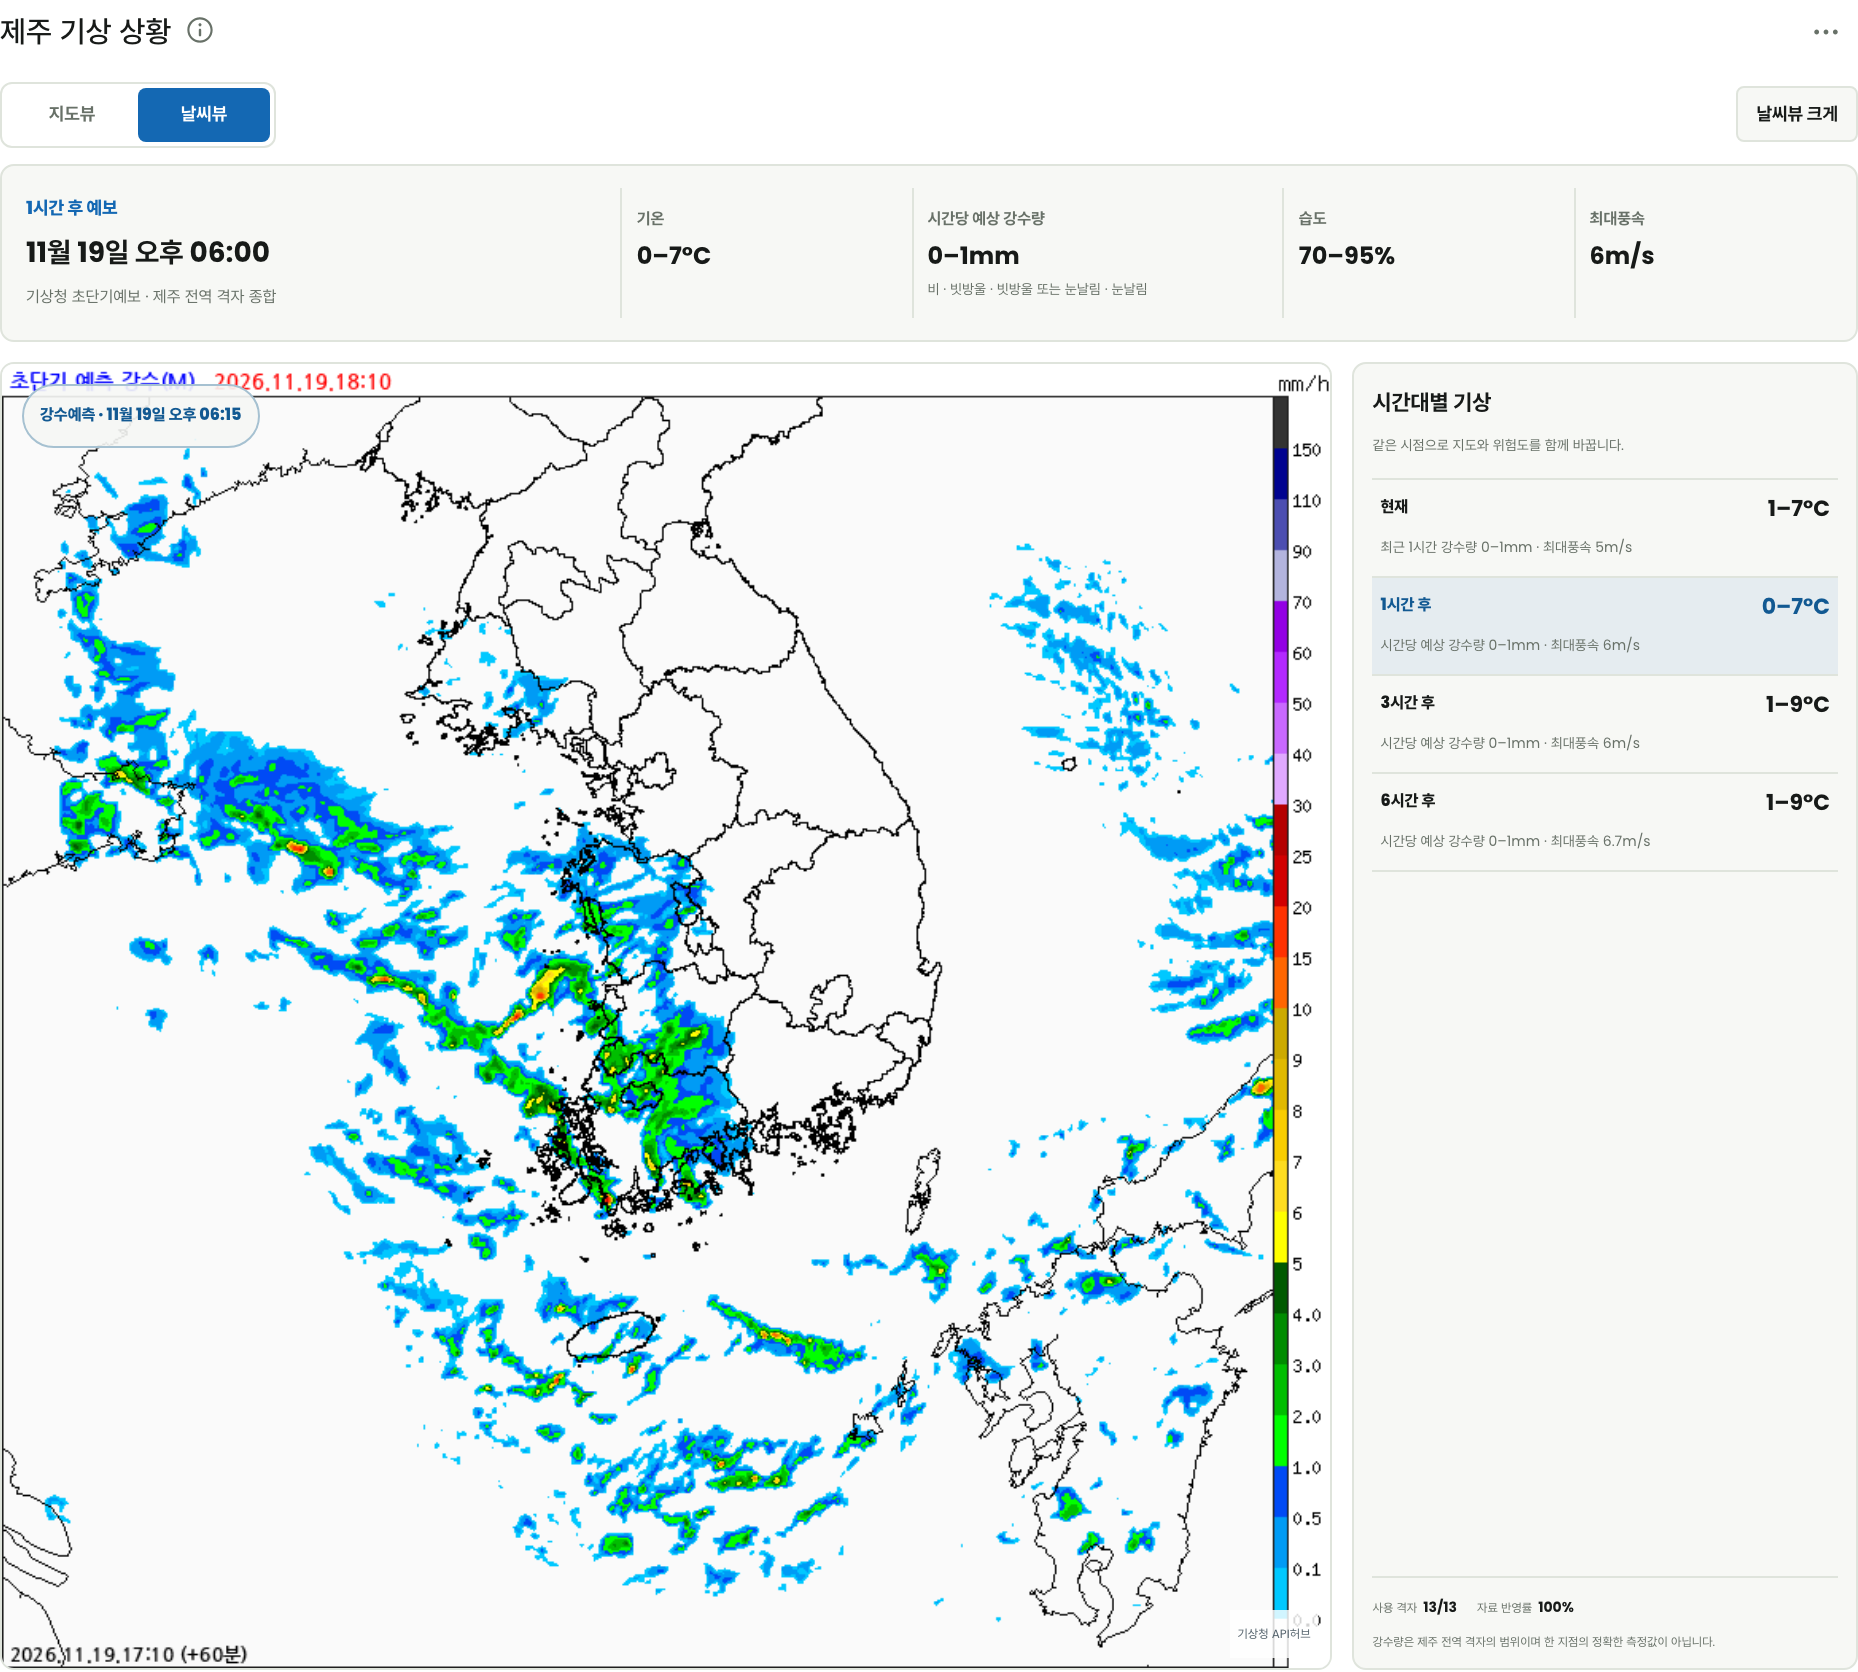 제주 기상 상황
지도뷰
날씨뷰
날씨뷰 크게
1시간 후 예보
11월 19일 오후 06:00
기상청 초단기예보 · 제주 전역 격자 종합
기온
0–7°C
시간당 예상 강수량
0–1mm
비 · 빗방울 · 빗방울 또는 눈날림 · 눈날림
습도
70–95%
최대풍속
6m/s
초단기 예측 강수(M) 2026.11.19.18:10
mm/h
강수예측 · 11월 19일 오후 06:15
150
110
90
70
60
50
40
30
25
20
15
10
9
8
7
6
5
4.0
3.0
2.0
1.0
0.5
0.1
0.0
기상청 API허브
2026.11.19.17:10 (+60분)
시간대별 기상
같은 시점으로 지도와 위험도를 함께 바꿉니다.
현재
1–7°C
최근 1시간 강수량 0–1mm · 최대풍속 5m/s
1시간 후
0–7°C
시간당 예상 강수량 0–1mm · 최대풍속 6m/s
3시간 후
1–9°C
시간당 예상 강수량 0–1mm · 최대풍속 6m/s
6시간 후
1–9°C
시간당 예상 강수량 0–1mm · 최대풍속 6.7m/s
사용 격자 13/13 자료 반영률 100%
강수량은 제주 전역 격자의 범위이며 한 지점의 정확한 측정값이 아닙니다.